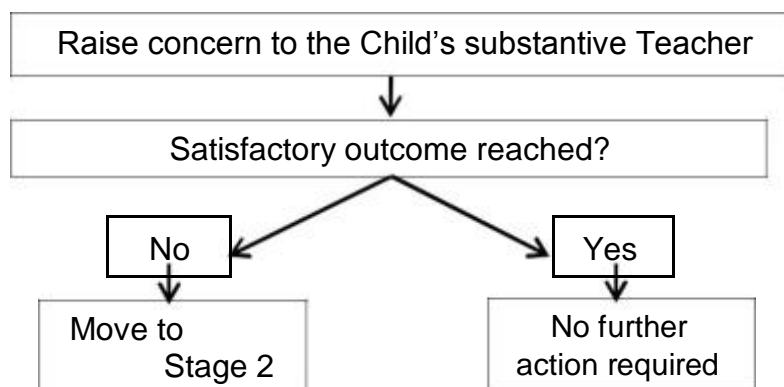 Raise concern to the Child's substantive Teacher
Satisfactory outcome reached?
No
Yes
Move to
Stage 2
No further
action required